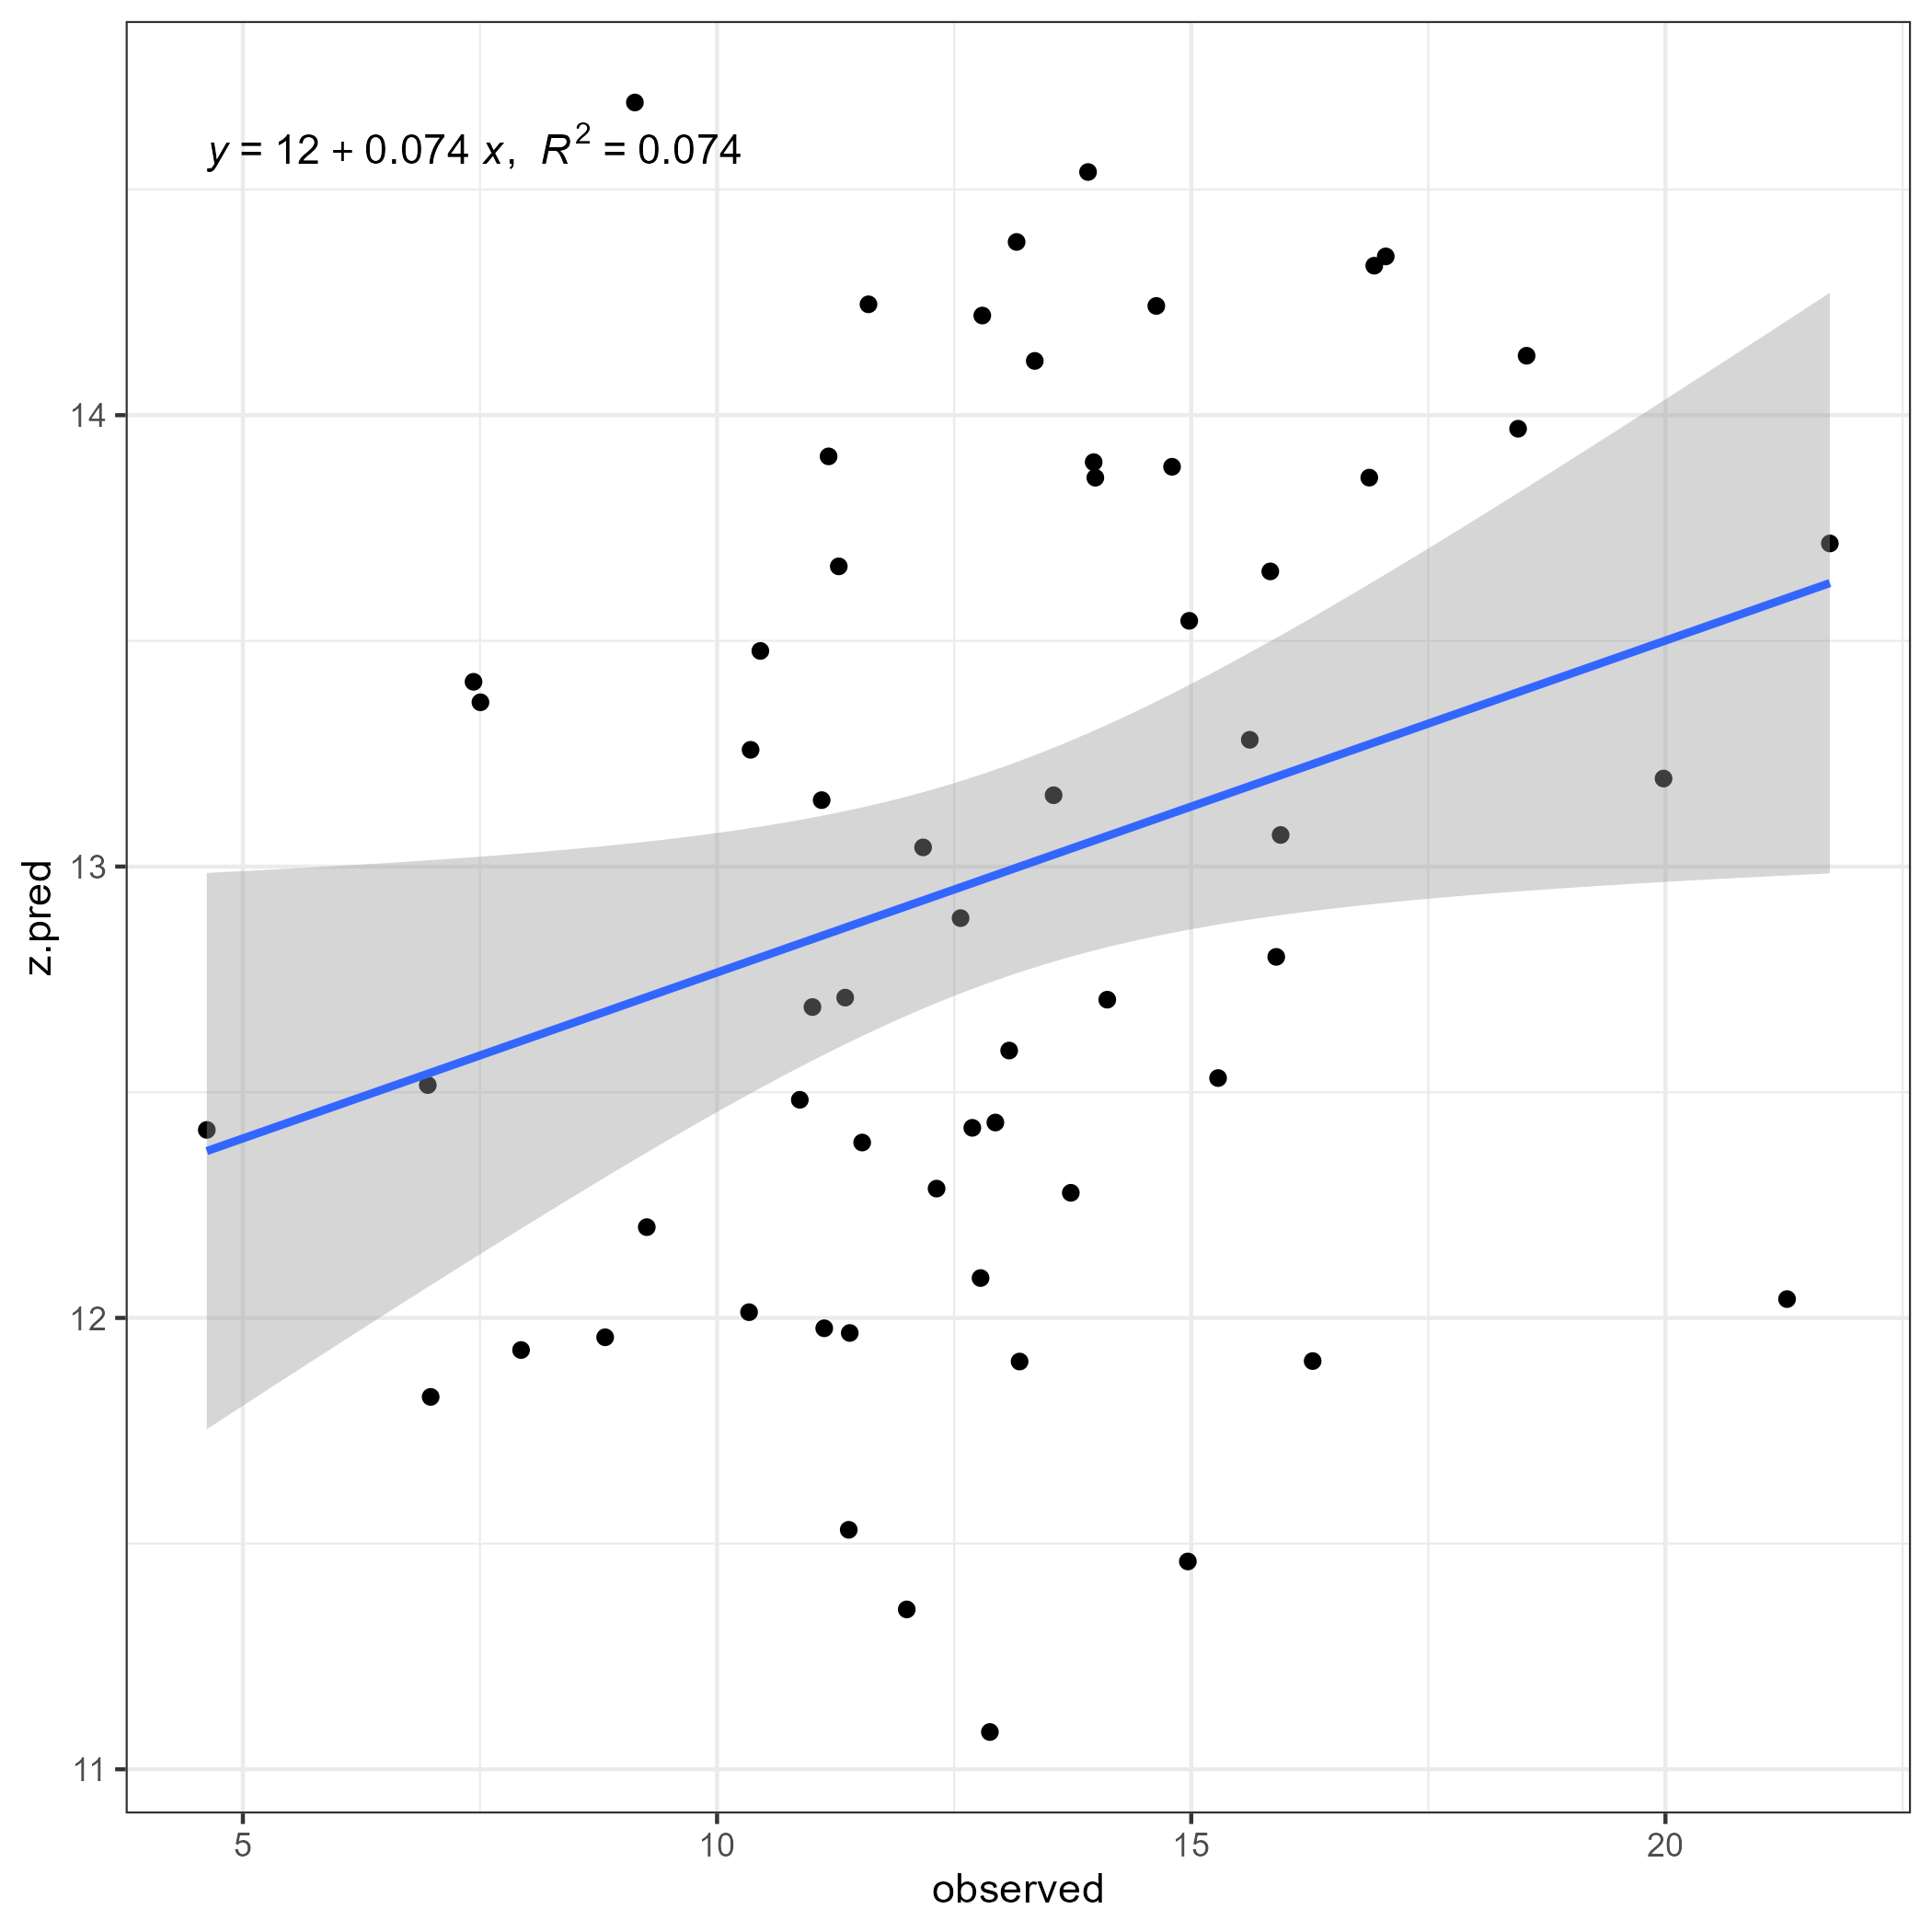 y = 12 + 0.074 x, R² = 0.074
14
13
12
11
z.pred
5 10 15 20
observed